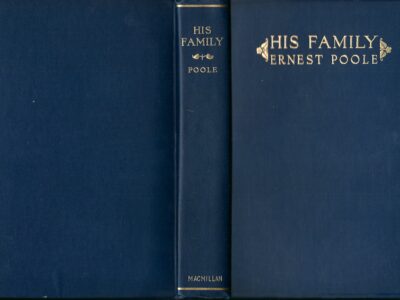 HIS
FAMILY
POOLE
MACMILLAN
HIS FAMILY
ERNEST POOLE